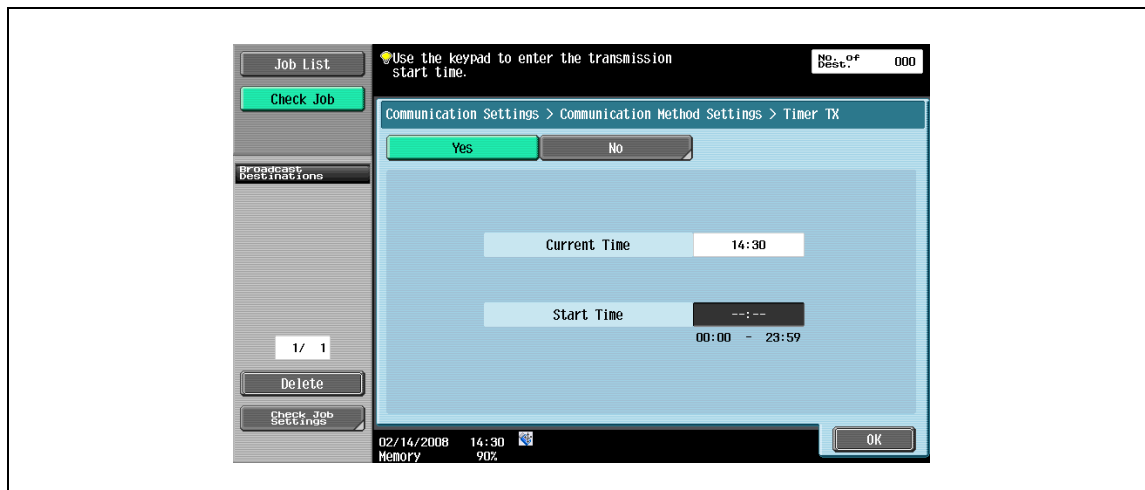 Job List
Check Job
Use the keypad to enter the transmission
start time.
No. of
Dest.
000
Communication Settings > Communication Method Settings > Timer TX
Yes
No
Broadcast
Destinations
Current Time
14:30
Start Time
--:--
00:00 - 23:59
1/ 1
Delete
Check Job
Settings
02/14/2008 14:30
Memory 90%
OK